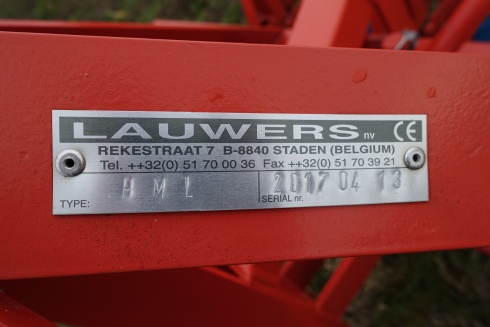 LAUWERS nv CE
REKESTRAAT 7 B-8840 STADEN (BELGIUM)
Tel. ++32(0) 51 70 00 36 Fax ++32(0) 51 70 39 21
TYPE: HML SERIAL nr. 2017 04 13